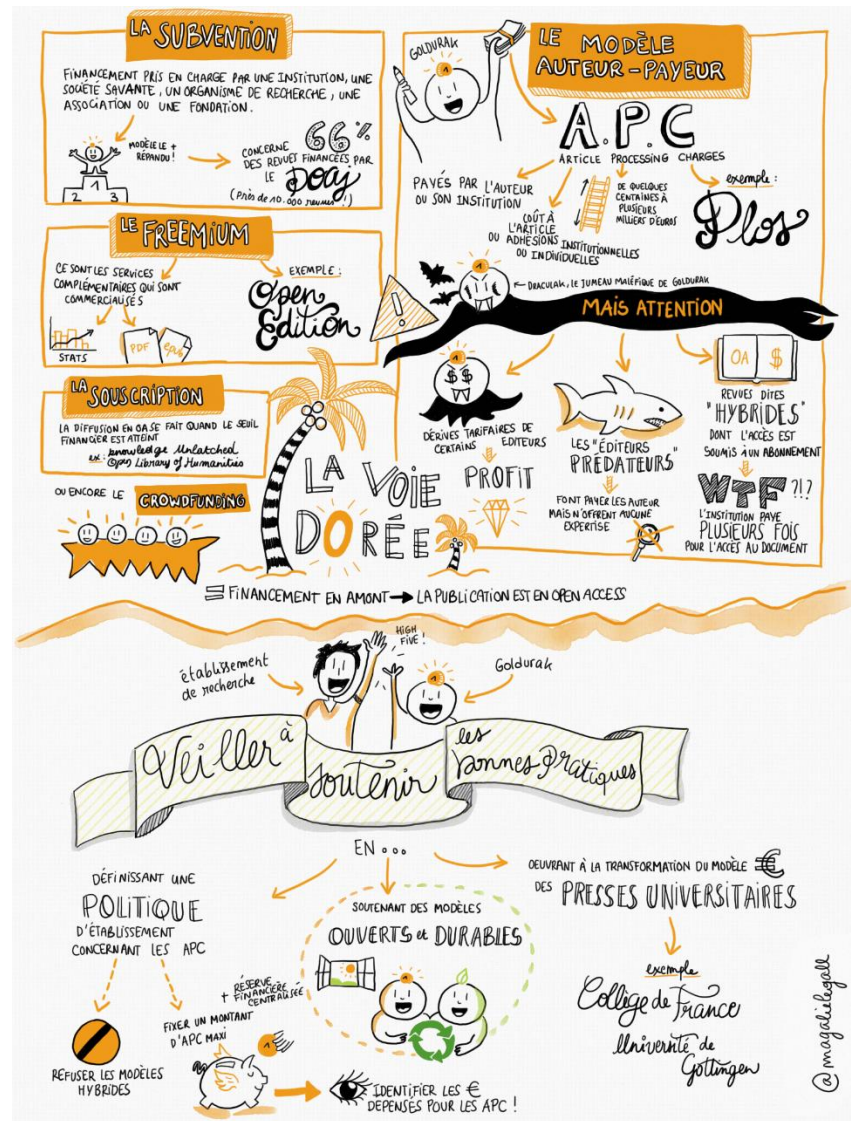 LA SUBVENTION
FINANCEMENT PRIS EN CHARGE PAR UNE INSTITUTION, UNE
SOCIÉTÉ SAVANTE, UN ORGANISME DE RECHERCHE, UNE
ASSOCIATION OU UNE FONDATION.
MODÈLE LE +
RÉPANDU !
1
2
3
CONCERNE 66%
DES REVUES FINANCÉES PAR
LE DOAJ
(Près de 10.000 revues !)
LE FREEMIUM
CE SONT LES SERVICES
COMPLÉMENTAIRES QUI SONT
COMMERCIALISÉS
STATS
PDF
epub
EXEMPLE :
Open
Edition
LA SOUSCRIPTION
LA DIFFUSION EN OA SE FAIT QUAND LE SEUIL
FINANCIER EST ATTEINT
ex : knowledge Unlatched
Open Library of Humanities
OU ENCORE LE CROWDFUNDING
LE MODÈLE
AUTEUR-PAYEUR
GOLDURAK
1
A.P.C
ARTICLE PROCESSING CHARGES
PAYÉS PAR L'AUTEUR
OU SON INSTITUTION
COÛT À
L'ARTICLE
OU ADHÉSIONS INSTITUTIONNELLES
OU INDIVIDUELLES
DE QUELQUES
CENTAINES À
PLUSIEURS
MILLIERS D'EUROS
exemple :
Plos
DRACULAK, LE JUMEAU MALÉFIQUE DE GOLDURAK
!
MAIS ATTENTION
1
$ $
DÉRIVES TARIFAIRES DE
CERTAINS EDITEURS
PROFIT
LES "ÉDITEURS
PRÉDATEURS"
FONT PAYER LES AUTEUR
MAIS N'OFFRENT AUCUNE
EXPERTISE
OA $
REVUES DITES
"HYBRIDES"
DONT L'ACCÈS EST
SOUMIS À UN ABONNEMENT
WTF ?!?
L'INSTITUTION PAYE
PLUSIEURS FOIS
POUR L'ACCÈS AU DOCUMENT
LA VOIE
DORÉE
= FINANCEMENT EN AMONT → LA PUBLICATION EST EN OPEN ACCESS
HIGH
FIVE !
établissement
de recherche
Goldurak
1
Veiller à soutenir les bonnes pratiques
EN ...
DÉFINISSANT UNE
POLITIQUE
D'ÉTABLISSEMENT
CONCERNANT LES APC
REFUSER LES MODÈLES
HYBRIDES
FIXER UN MONTANT
D'APC MAXI
+ RÉSERVE
FINANCIÈRE
CENTRALISÉE
1
IDENTIFIER LES €
DEPENSÉS POUR LES APC !
SOUTENANT DES MODÈLES
OUVERTS et DURABLES
OEUVRANT À LA TRANSFORMATION DU MODÈLE €
DES PRESSES UNIVERSITAIRES
exemple
Collège de France
Université de
Gottingen
@magalielegall